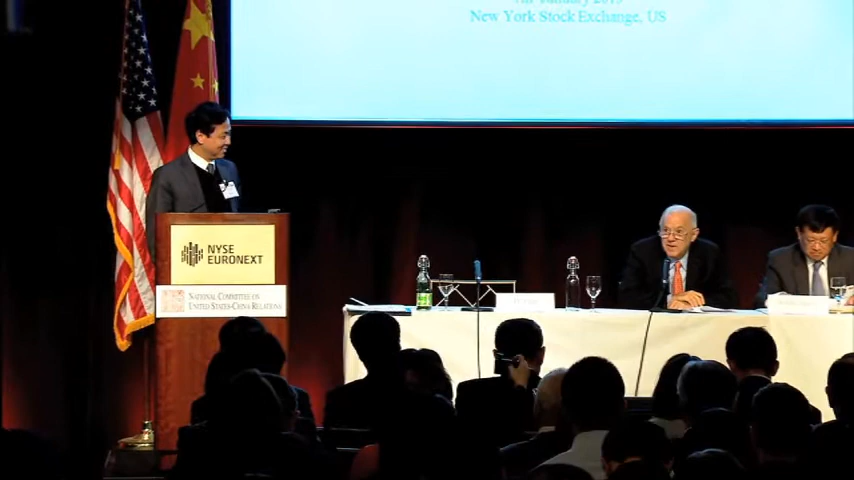 New York Stock Exchange, US
NYSE
EURONEXT
NATIONAL COMMITTEE ON
UNITED STATES-CHINA RELATIONS